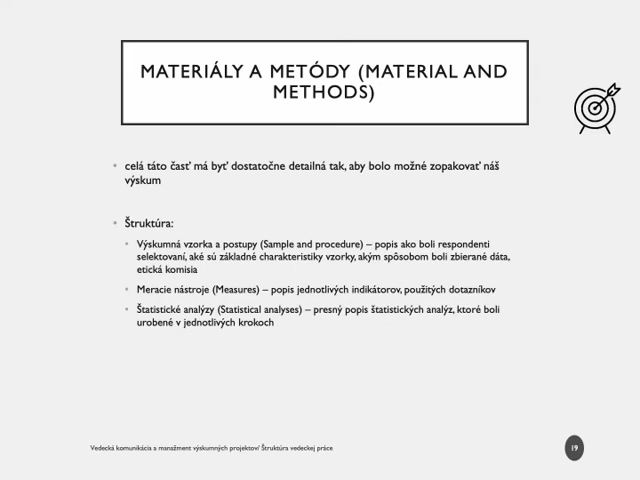 MATERIÁLY A METÓDY (MATERIAL AND
METHODS)
• celá táto časť má byť dostatočne detailná tak, aby bolo možné zopakovať náš
výskum
• Štruktúra:
• Výskumná vzorka a postupy (Sample and procedure) – popis ako boli respondenti
selektovaní, aké sú základné charakteristiky vzorky, akým spôsobom boli zbierané dáta,
etická komisia
• Meracie nástroje (Measures) – popis jednotlivých indikátorov, použitých dotazníkov
• Štatistické analýzy (Statistical analyses) – presný popis štatistických analýz, ktoré boli
urobené v jednotlivých krokoch
Vedecká komunikácia a manažment výskumných projektov/ Štruktúra vedeckej práce
19